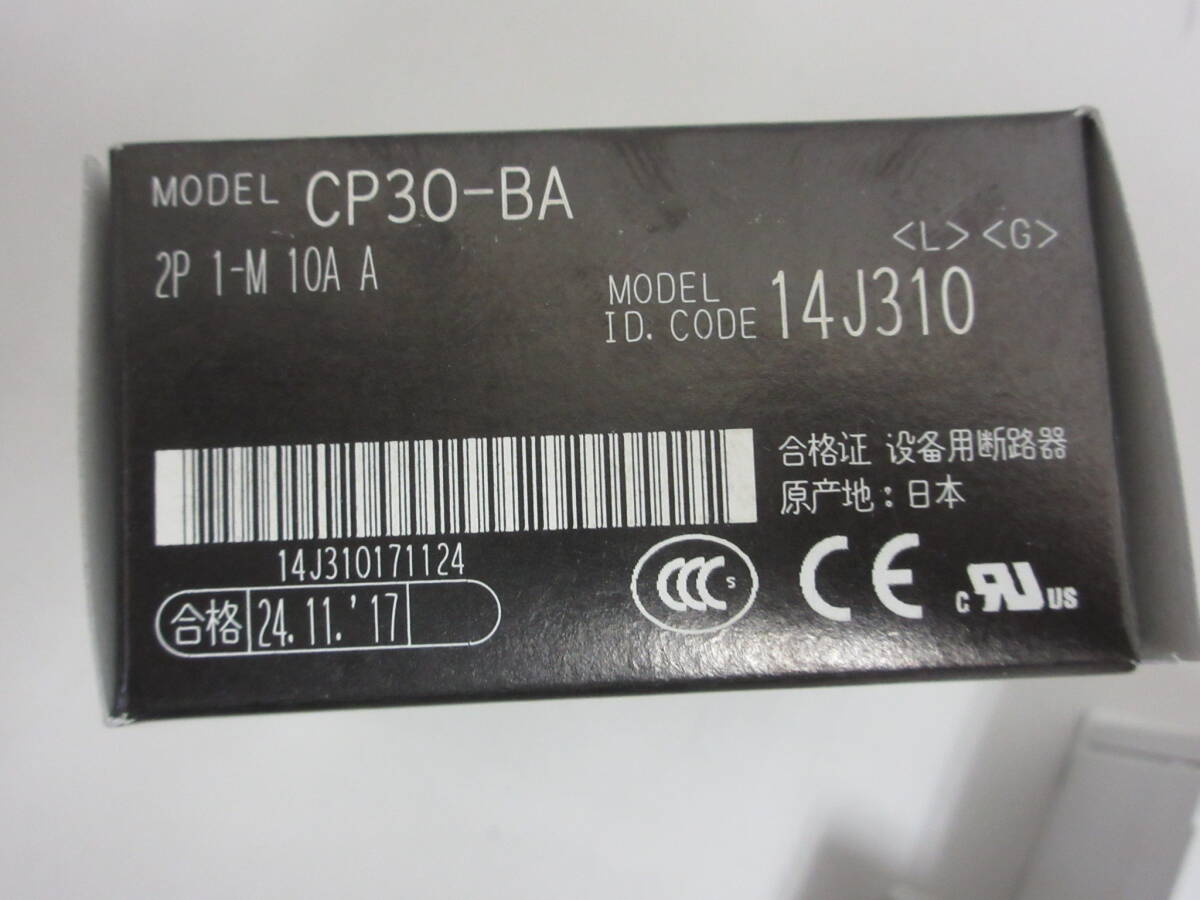 MODEL CP30-BA
2P 1-M 10A A
<L> <G>
MODEL
ID. CODE 14J310
合格证 设备用断路器
原产地：日本
14J310171124
合格 24.11.'17
CCC S CE c RU US